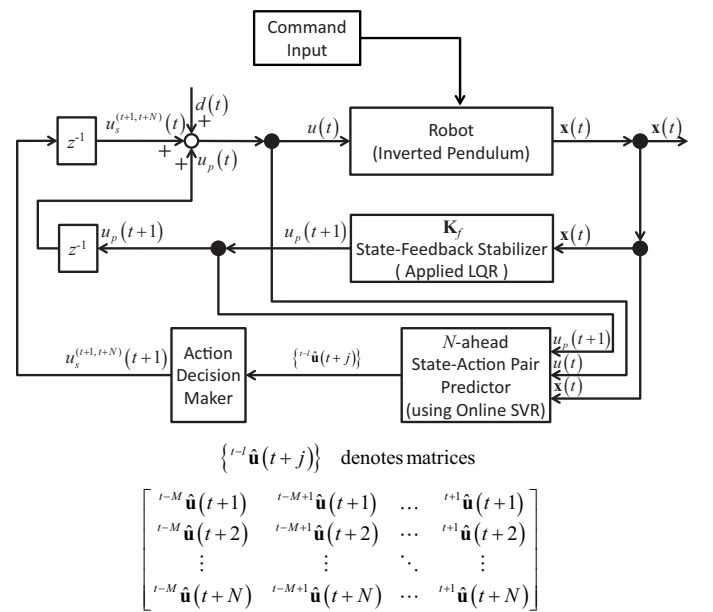 Command
Input
d(t)
+
u_s^{(t+1, t+N)}(t)
z^{-1}
+
+
u_p(t)
u(t)
Robot
(Inverted Pendulum)
x(t)
x(t)
K_f
State-Feedback Stabilizer
( Applied LQR )
u_p(t+1)
z^{-1}
u_p(t+1)
x(t)
u_s^{(t+1, t+N)}(t+1)
Action
Decision
Maker
{^{t-l}û(t+j)}
N-ahead
State-Action Pair
Predictor
(using Online SVR)
u_p(t+1)
u(t)
x(t)
{^{t-l}û(t+j)} denotes matrices
^{t-M}û(t+1) ^{t-M+1}û(t+1) … ^{t+1}û(t+1)
^{t-M}û(t+2) ^{t-M+1}û(t+2) … ^{t+1}û(t+2)
⋮ ⋮ ⋱ ⋮
^{t-M}û(t+N) ^{t-M+1}û(t+N) … ^{t+1}û(t+N)